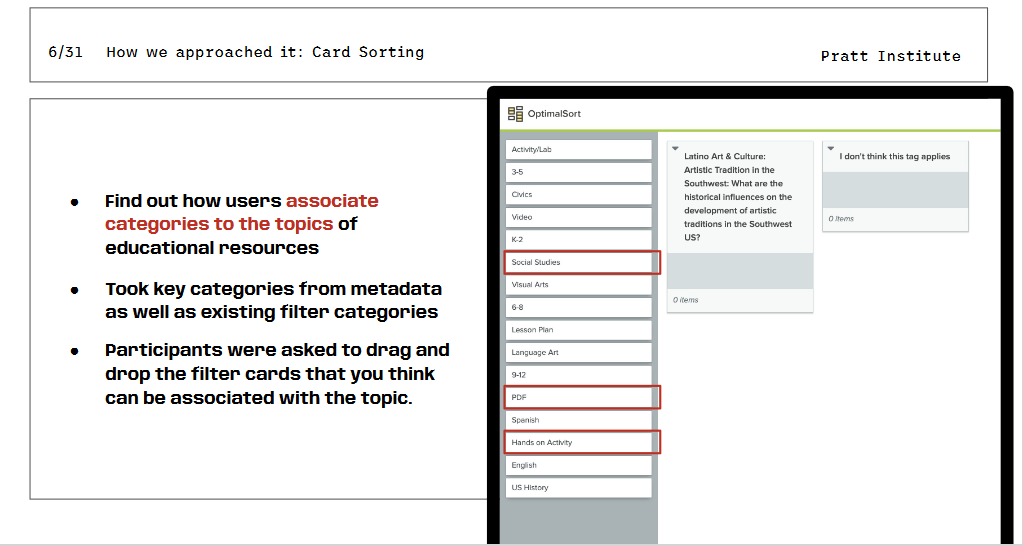 6/31 How we approached it: Card Sorting
Pratt Institute
● Find out how users associate
categories to the topics of
educational resources
● Took key categories from metadata
as well as existing filter categories
● Participants were asked to drag and
drop the filter cards that you think
can be associated with the topic.
OptimalSort
Activity/Lab
3-5
Civics
Video
K-2
Social Studies
Visual Arts
6-8
Lesson Plan
Language Art
9-12
PDF
Spanish
Hands on Activity
English
US History
Latino Art & Culture:
Artistic Tradition in the
Southwest: What are the
historical influences on the
development of artistic
traditions in the Southwest
US?
0 items
I don't think this tag applies
0 items